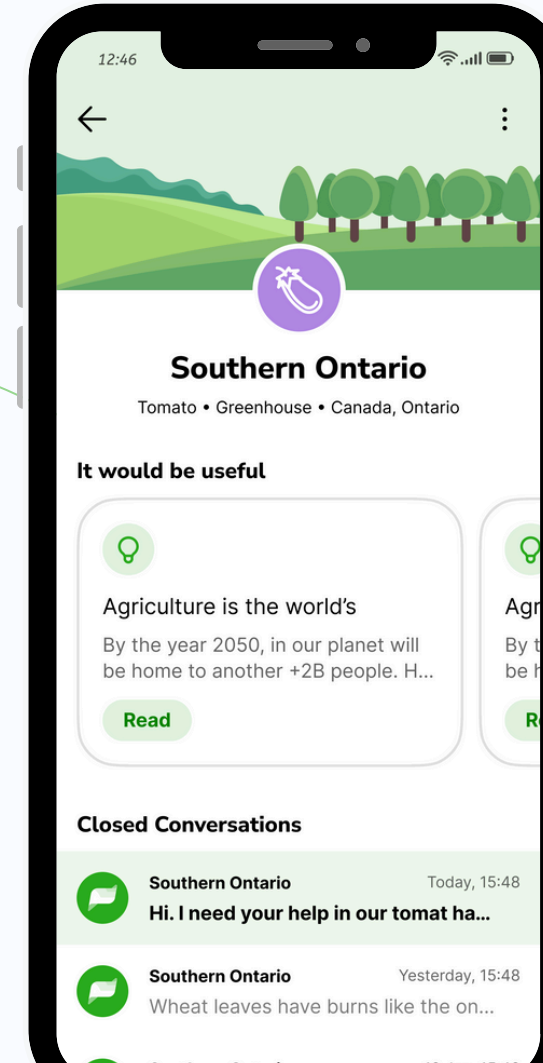 12:46
Southern Ontario
Tomato • Greenhouse • Canada, Ontario
It would be useful
Agriculture is the world's
By the year 2050, in our planet will
be home to another +2B people. H...
Read
Agr
By t
be h
R
Closed Conversations
Southern Ontario Today, 15:48
Hi. I need your help in our tomat ha...
Southern Ontario Yesterday, 15:48
Wheat leaves have burns like the on...